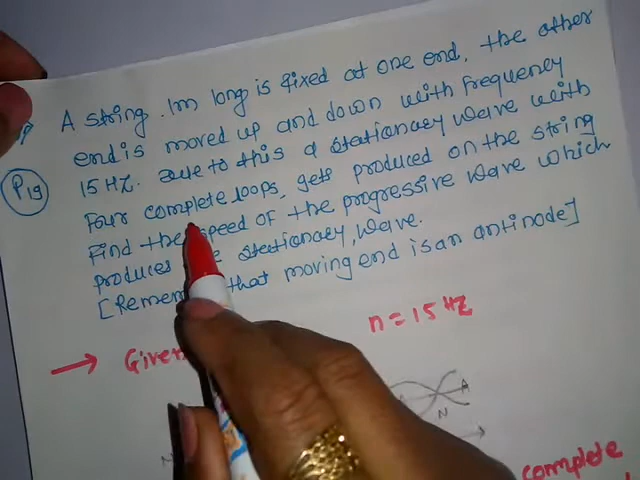 A string 1m long is fixed at one end, the other
end is moved up and down with frequency
15 HZ. due to this a stationary wave with
Four complete loops, gets produced on the string
Find the speed of the progressive wave which
produces stationary wave.
[Remem that moving end is an antinode]
P19
n = 15 HZ
→ Given
A
N
N
complete